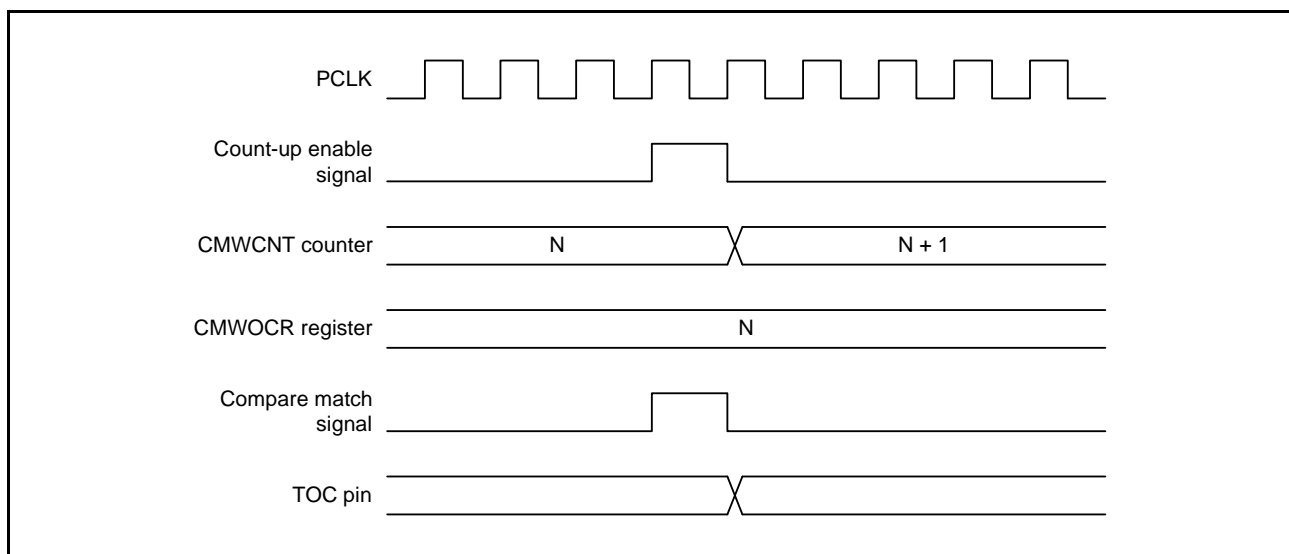 PCLK
Count-up enable
signal
CMWCNT counter
N
N + 1
CMWOCR register
N
Compare match
signal
TOC pin